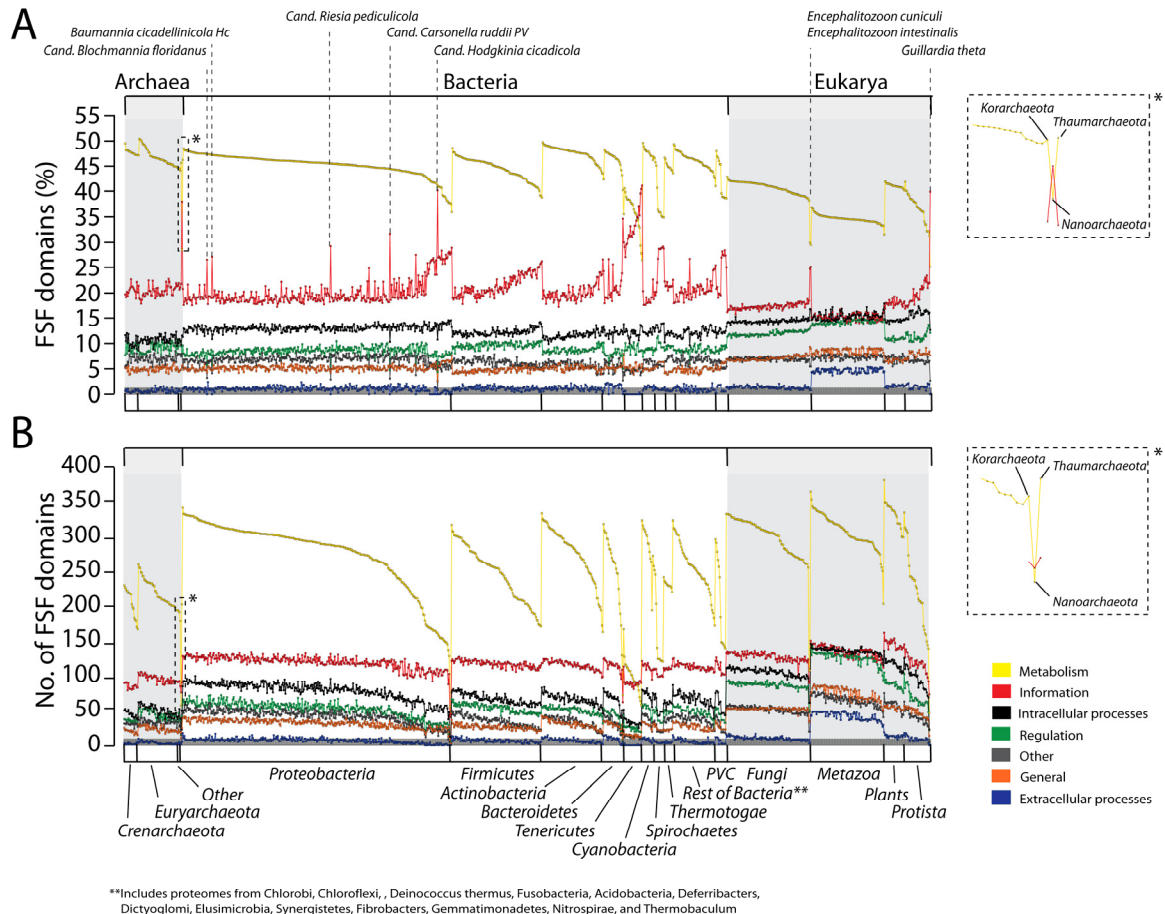 A
Cand. Riesia pediculicola
Encephalitozoon cuniculi
Baumannia cicadellinicola Hc
Cand. Carsonella ruddii PV
Encephalitozoon intestinalis
Cand. Blochmannia floridanus
Cand. Hodgkinia cicadicola
Guillardia theta
Archaea
Bacteria
Eukarya
*
FSF domains (%)
55
50
45
40
35
30
25
20
15
10
5
0
*
Korarchaeota
Thaumarchaeota
Nanoarchaeota
B
No. of FSF domains
400
350
300
250
200
150
100
50
0
*
*
Korarchaeota
Thaumarchaeota
Nanoarchaeota
Metabolism
Information
Intracellular processes
Regulation
Other
General
Extracellular processes
Proteobacteria
Firmicutes
PVC
Fungi
Metazoa
Other
Actinobacteria
Rest of Bacteria**
Plants
Euryarchaeota
Bacteroidetes
Thermotogae
Protista
Crenarchaeota
Tenericutes
Spirochaetes
Cyanobacteria
**Includes proteomes from Chlorobi, Chloroflexi, , Deinococcus thermus, Fusobacteria, Acidobacteria, Deferribacters,
Dictyoglomi, Elusimicrobia, Synergistetes, Fibrobacters, Gemmatimonadetes, Nitrospirae, and Thermobaculum